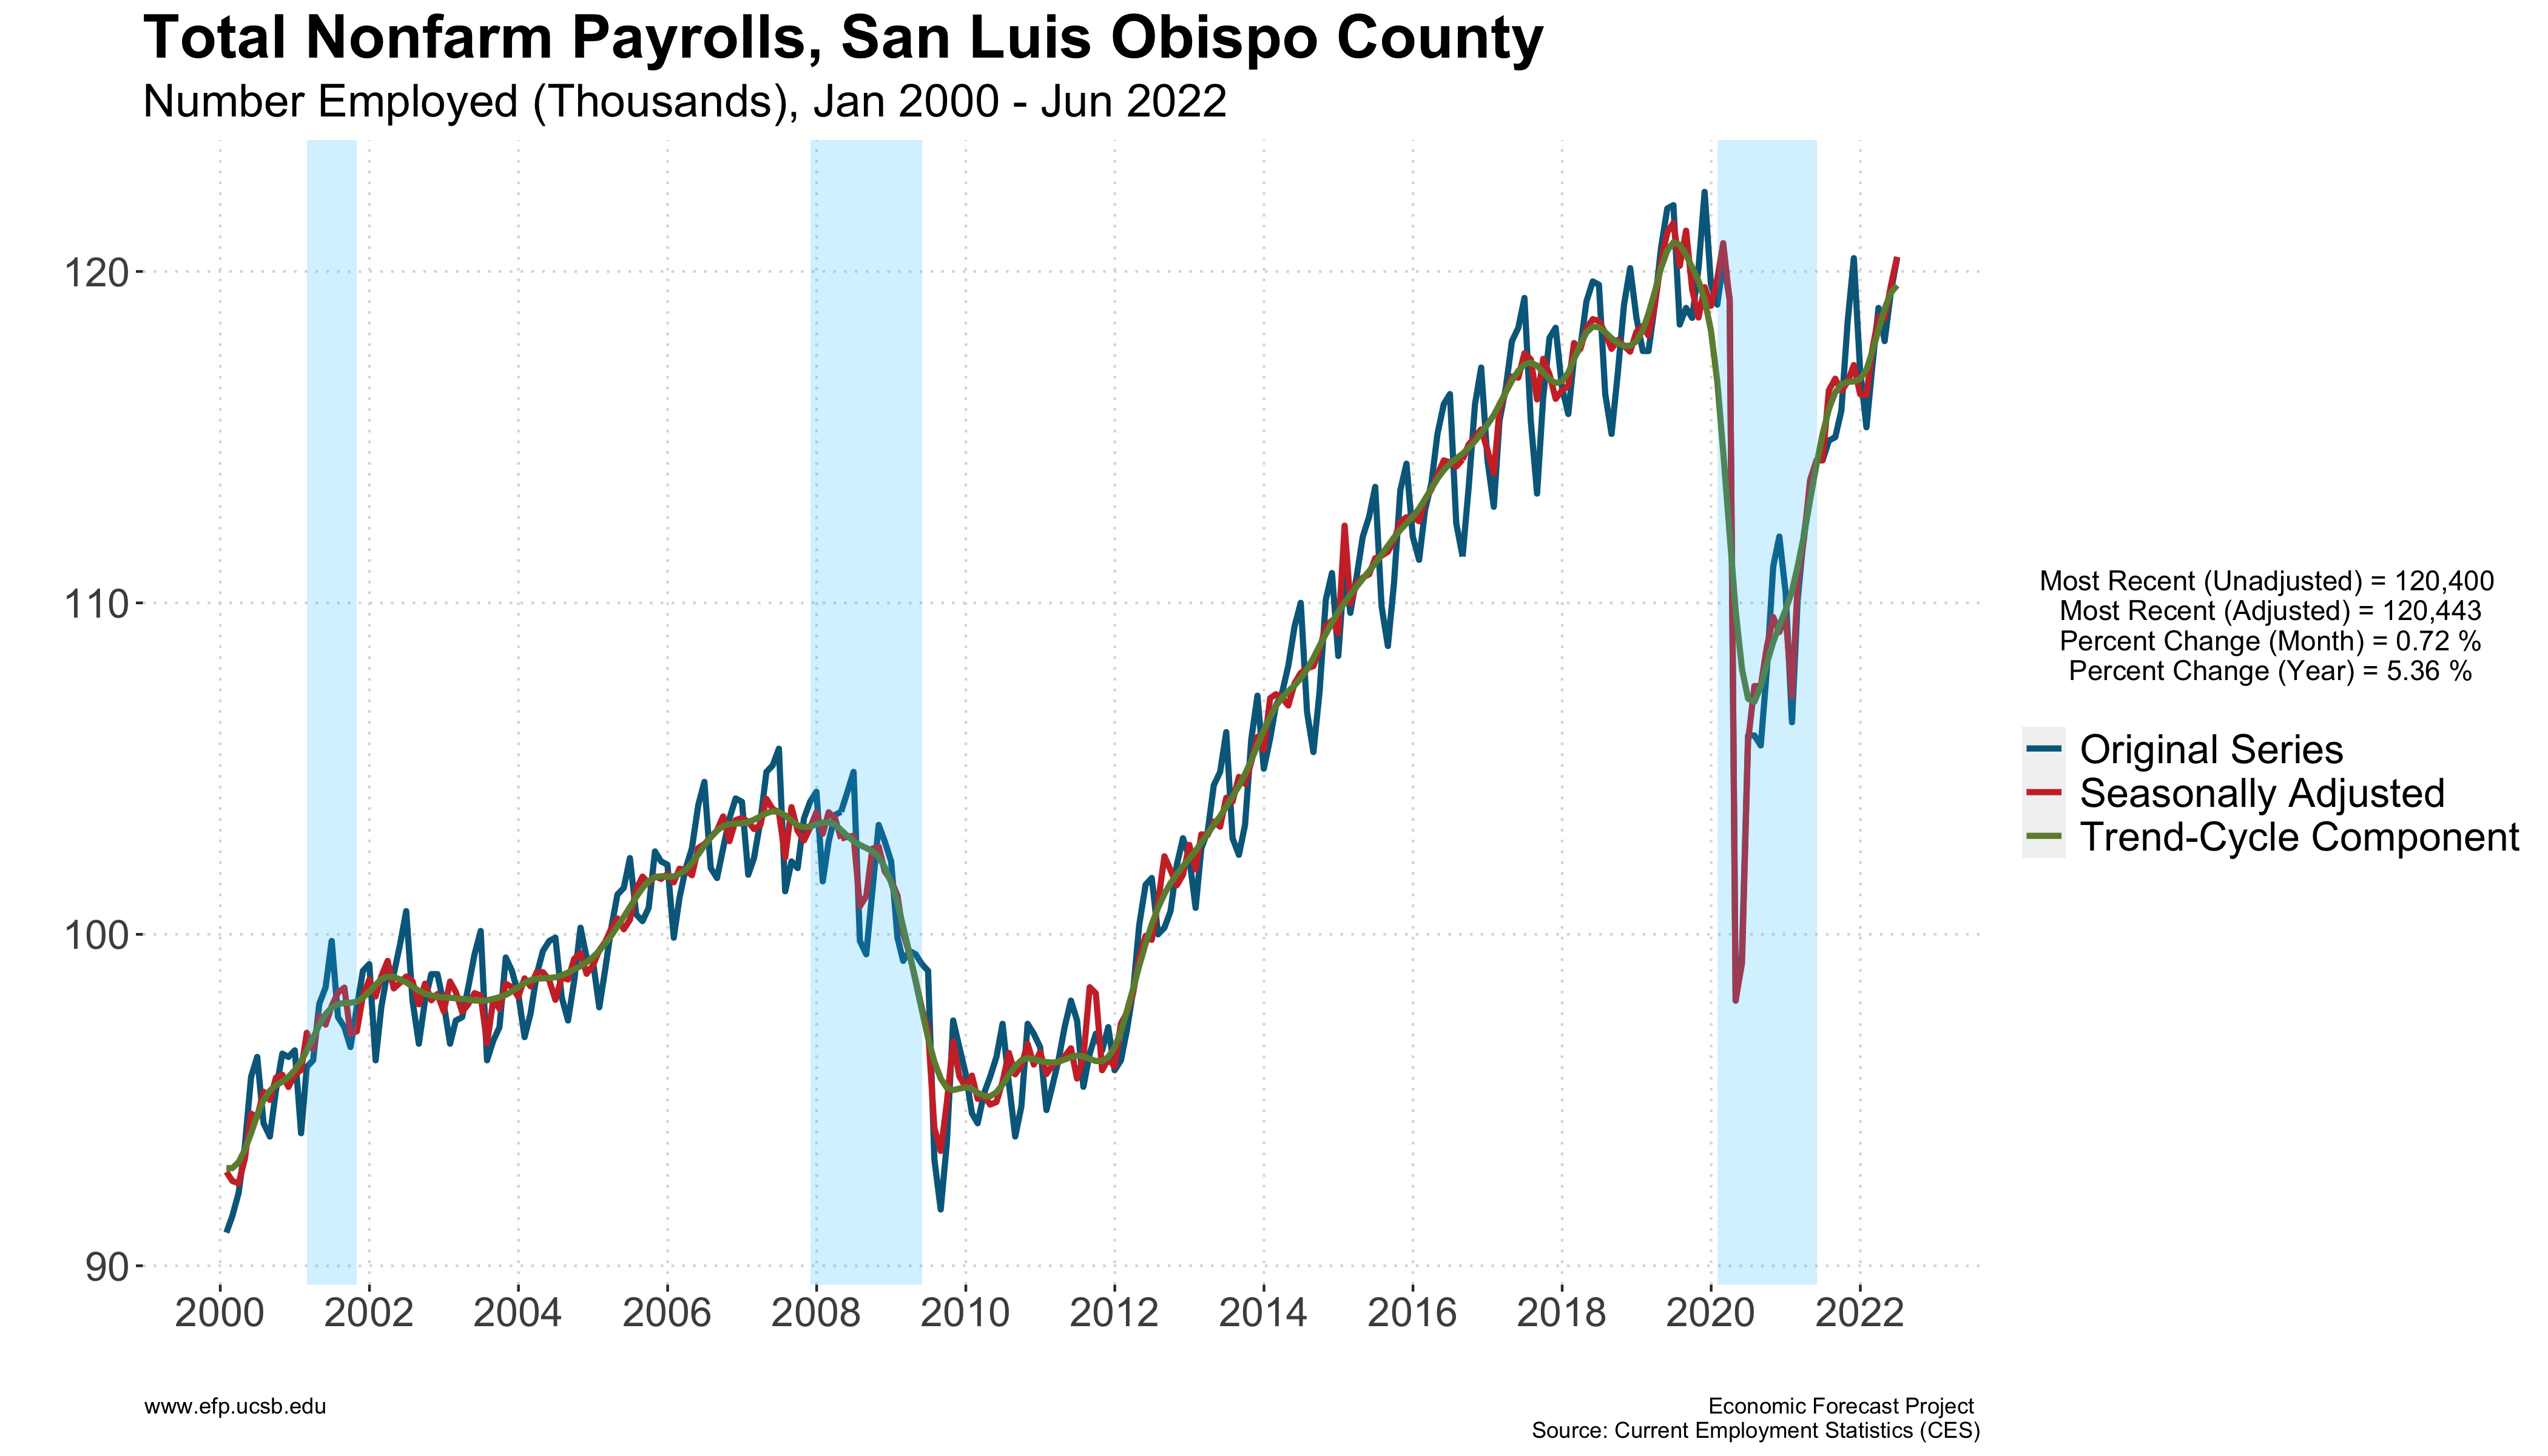 Total Nonfarm Payrolls, San Luis Obispo County
Number Employed (Thousands), Jan 2000 - Jun 2022
120
110
100
90
2000 2002 2004 2006 2008 2010 2012 2014 2016 2018 2020 2022
Most Recent (Unadjusted) = 120,400
Most Recent (Adjusted) = 120,443
Percent Change (Month) = 0.72 %
Percent Change (Year) = 5.36 %
Original Series
Seasonally Adjusted
Trend-Cycle Component
www.efp.ucsb.edu
Economic Forecast Project
Source: Current Employment Statistics (CES)